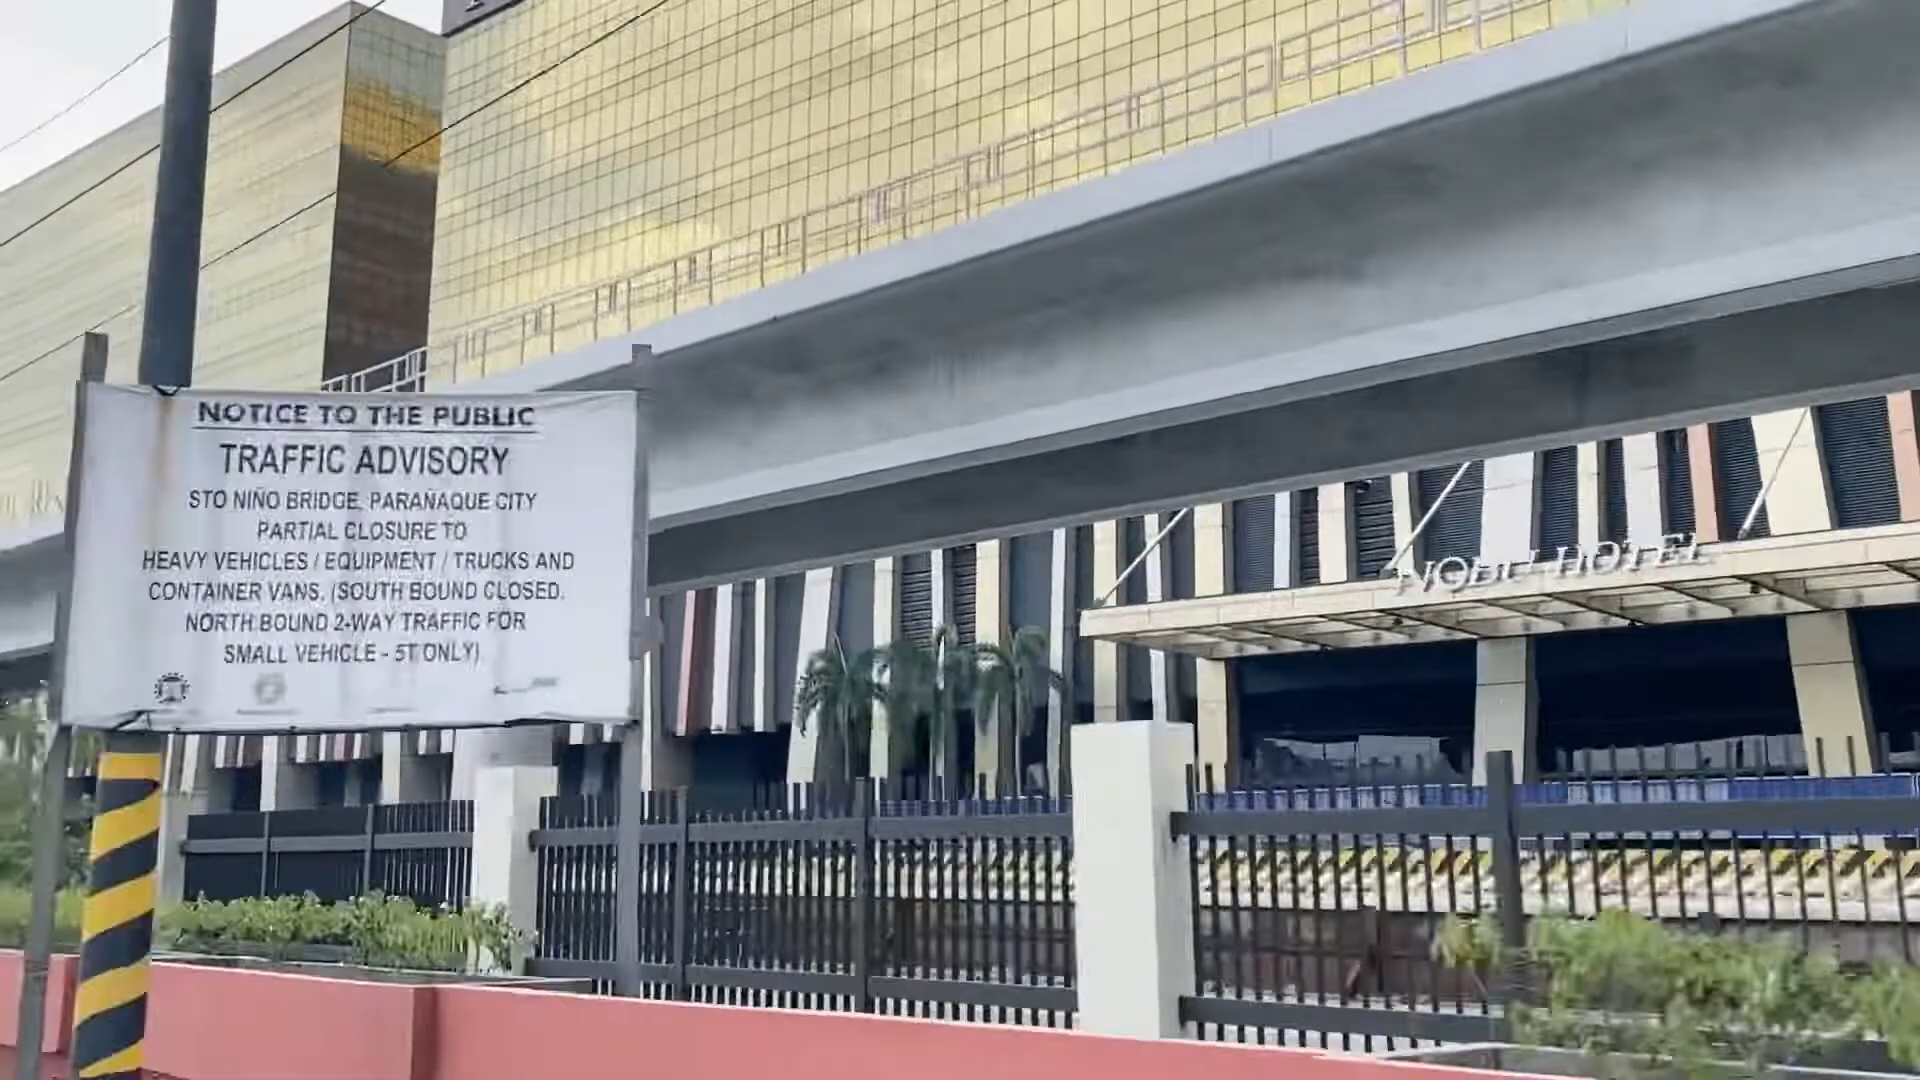 NOTICE TO THE PUBLIC
TRAFFIC ADVISORY
STO NIÑO BRIDGE, PARAÑAQUE CITY
PARTIAL CLOSURE TO
HEAVY VEHICLES / EQUIPMENT / TRUCKS AND
CONTAINER VANS. (SOUTH BOUND CLOSED.
NORTH BOUND 2-WAY TRAFFIC FOR
SMALL VEHICLE - 5T ONLY)
NOBU HOTEL